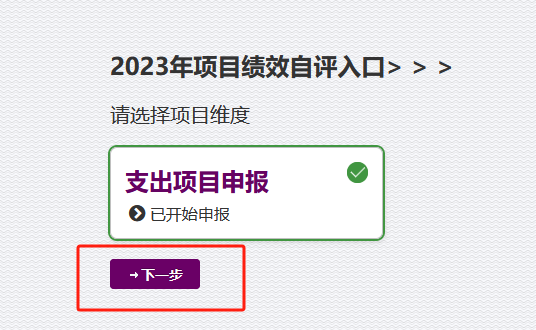 2023年项目绩效自评入口> > >
请选择项目维度
支出项目申报
已开始申报
→下一步